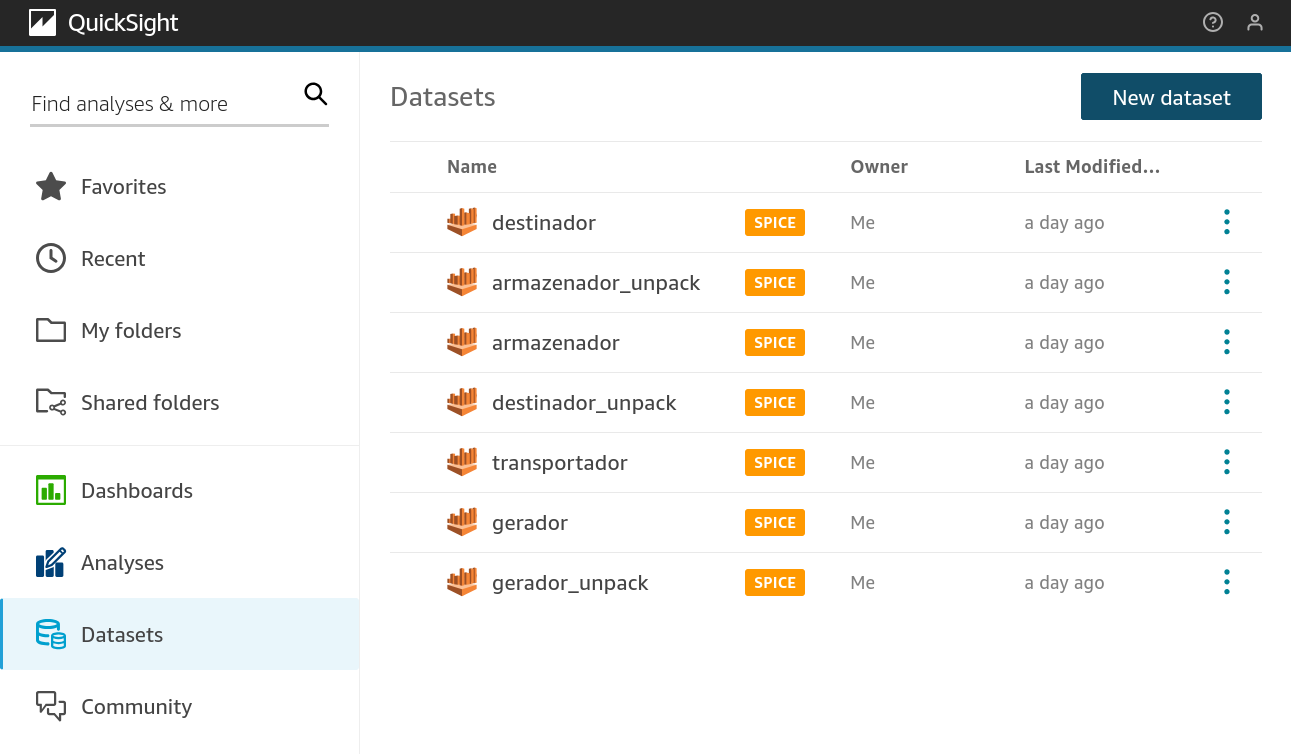 QuickSight
Find analyses & more
Favorites
Recent
My folders
Shared folders
Dashboards
Analyses
Datasets
Community
Datasets
New dataset
Name Owner Last Modified...
destinador SPICE Me a day ago
armazenador_unpack SPICE Me a day ago
armazenador SPICE Me a day ago
destinador_unpack SPICE Me a day ago
transportador SPICE Me a day ago
gerador SPICE Me a day ago
gerador_unpack SPICE Me a day ago